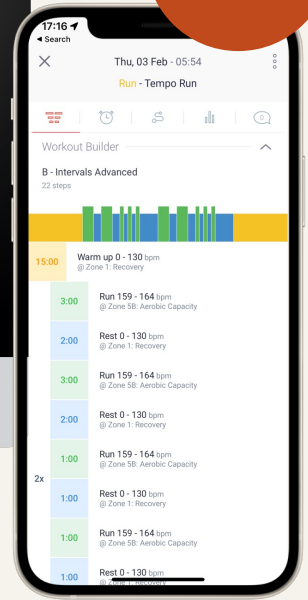 17:16
◄ Search
Thu, 03 Feb - 05:54
Run - Tempo Run
0
Workout Builder
B - Intervals Advanced
22 steps
15:00 Warm up 0 - 130 bpm
@ Zone 1: Recovery
3:00 Run 159 - 164 bpm
@ Zone 5B: Aerobic Capacity
2:00 Rest 0 - 130 bpm
@ Zone 1: Recovery
3:00 Run 159 - 164 bpm
@ Zone 5B: Aerobic Capacity
2:00 Rest 0 - 130 bpm
@ Zone 1: Recovery
1:00 Run 159 - 164 bpm
@ Zone 5B: Aerobic Capacity
2x
1:00 Rest 0 - 130 bpm
@ Zone 1: Recovery
1:00 Run 159 - 164 bpm
@ Zone 5B: Aerobic Capacity
1:00 Rest 0 - 130 bpm
@ Zone 1: Recovery